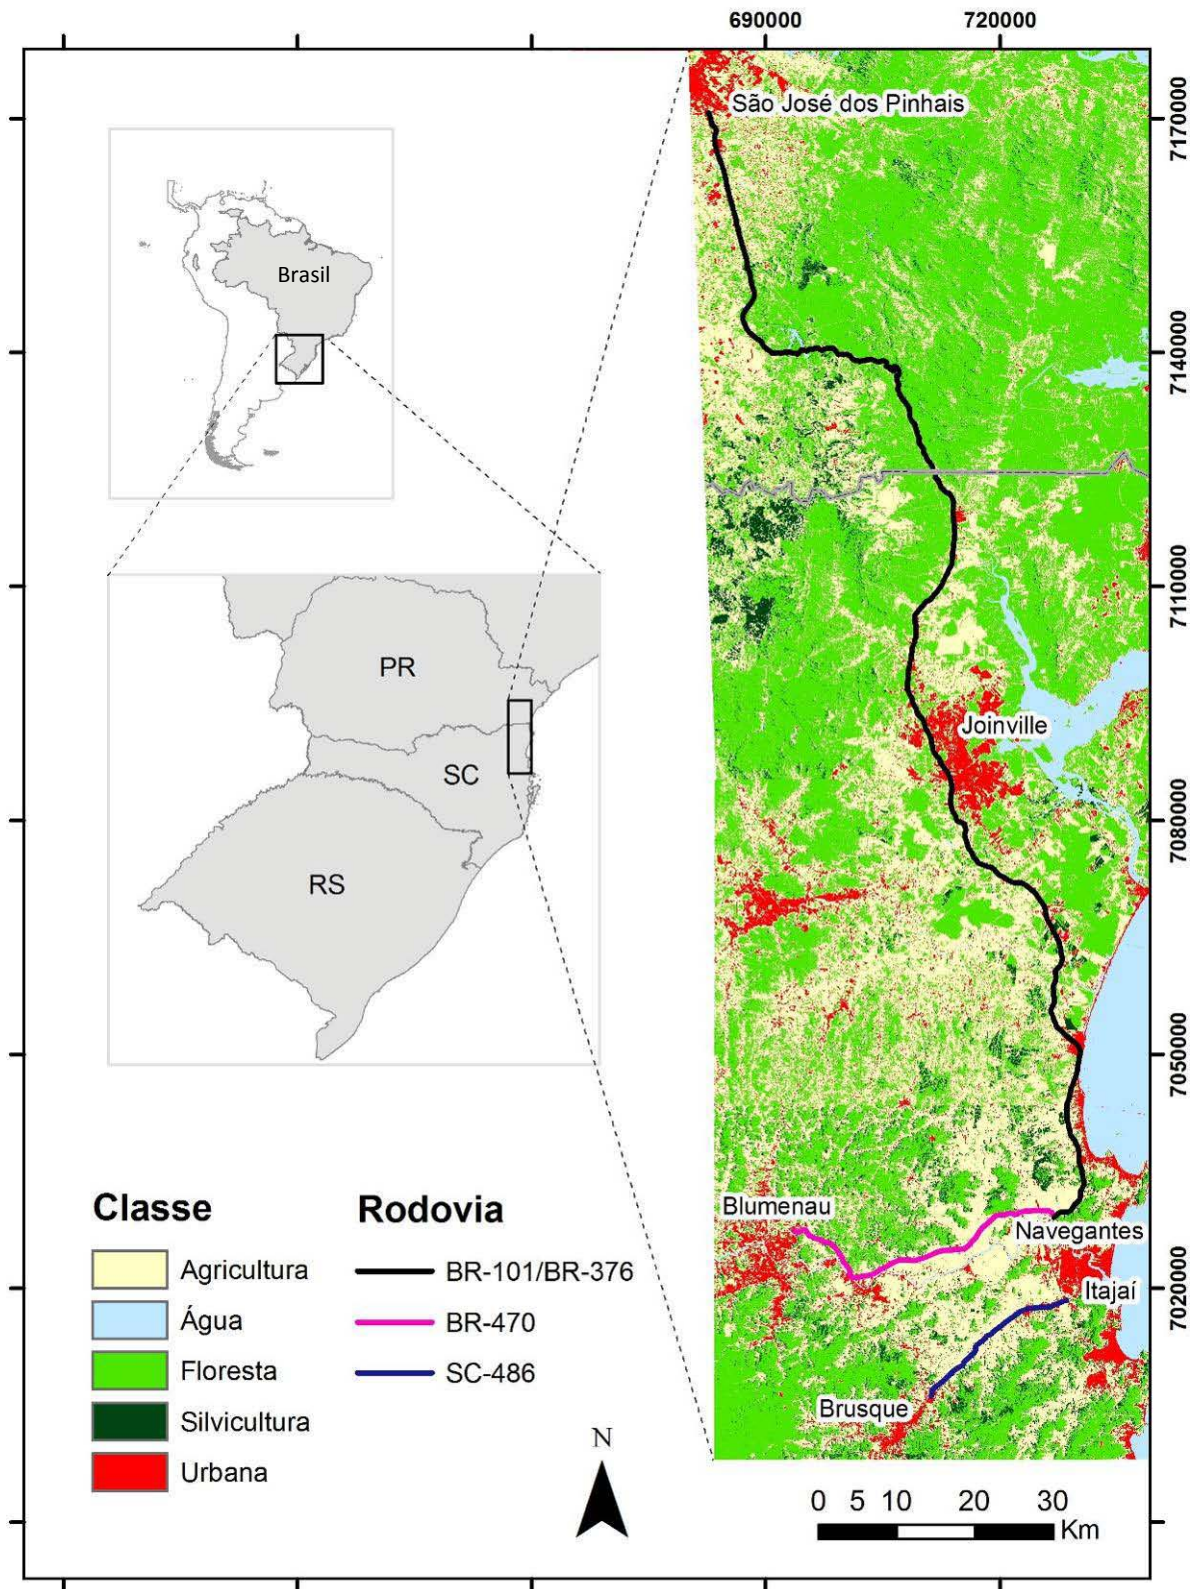 690000
720000
São José dos Pinhais
7170000
Brasil
7140000
7110000
PR
Joinville
SC
7080000
RS
7050000
Blumenau
Navegantes
Itajaí
7020000
Brusque
Classe
Agricultura
Água
Floresta
Silvicultura
Urbana
Rodovia
BR-101/BR-376
BR-470
SC-486
N
0 5 10 20 30
Km